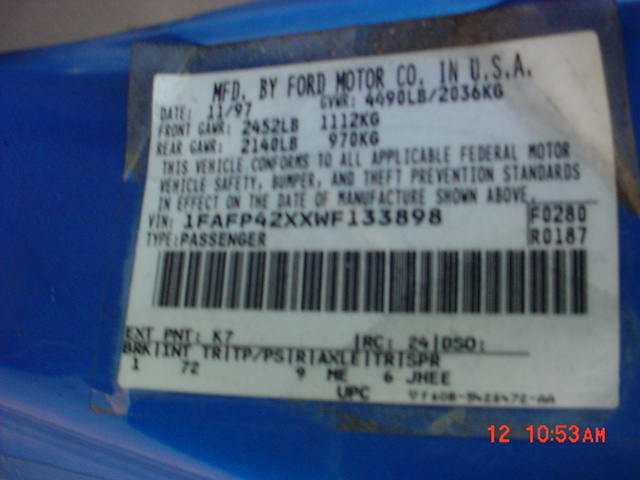 MFD. BY FORD MOTOR CO. IN U.S.A.
DATE: 11/97 GVWR: 4490LB/2036KG
FRONT GAWR: 2452LB 1112KG
REAR GAWR: 2140LB 970KG
THIS VEHICLE CONFORMS TO ALL APPLICABLE FEDERAL MOTOR
VEHICLE SAFETY, BUMPER, AND THEFT PREVENTION STANDARDS
IN EFFECT ON THE DATE OF MANUFACTURE SHOWN ABOVE.
VIN: 1FAFP42XXWF133898 F0280
TYPE: PASSENGER R0187
EXT PNT: K7 |RC: 24|DSO:
BRK|INT TR|TP/PS|R|AXLE|TR|SPR
1 72 9 ME 6 JHEE
UPC
12 10:53AM